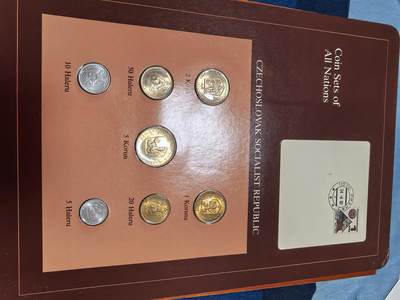 Coin Sets of
All Nations
CZECHOSLOVAK SOCIALIST REPUBLIC
2 K
50 Haleru
10 Haleru
5 Korun
1 Koruna
20 Haleru
5 Haleru